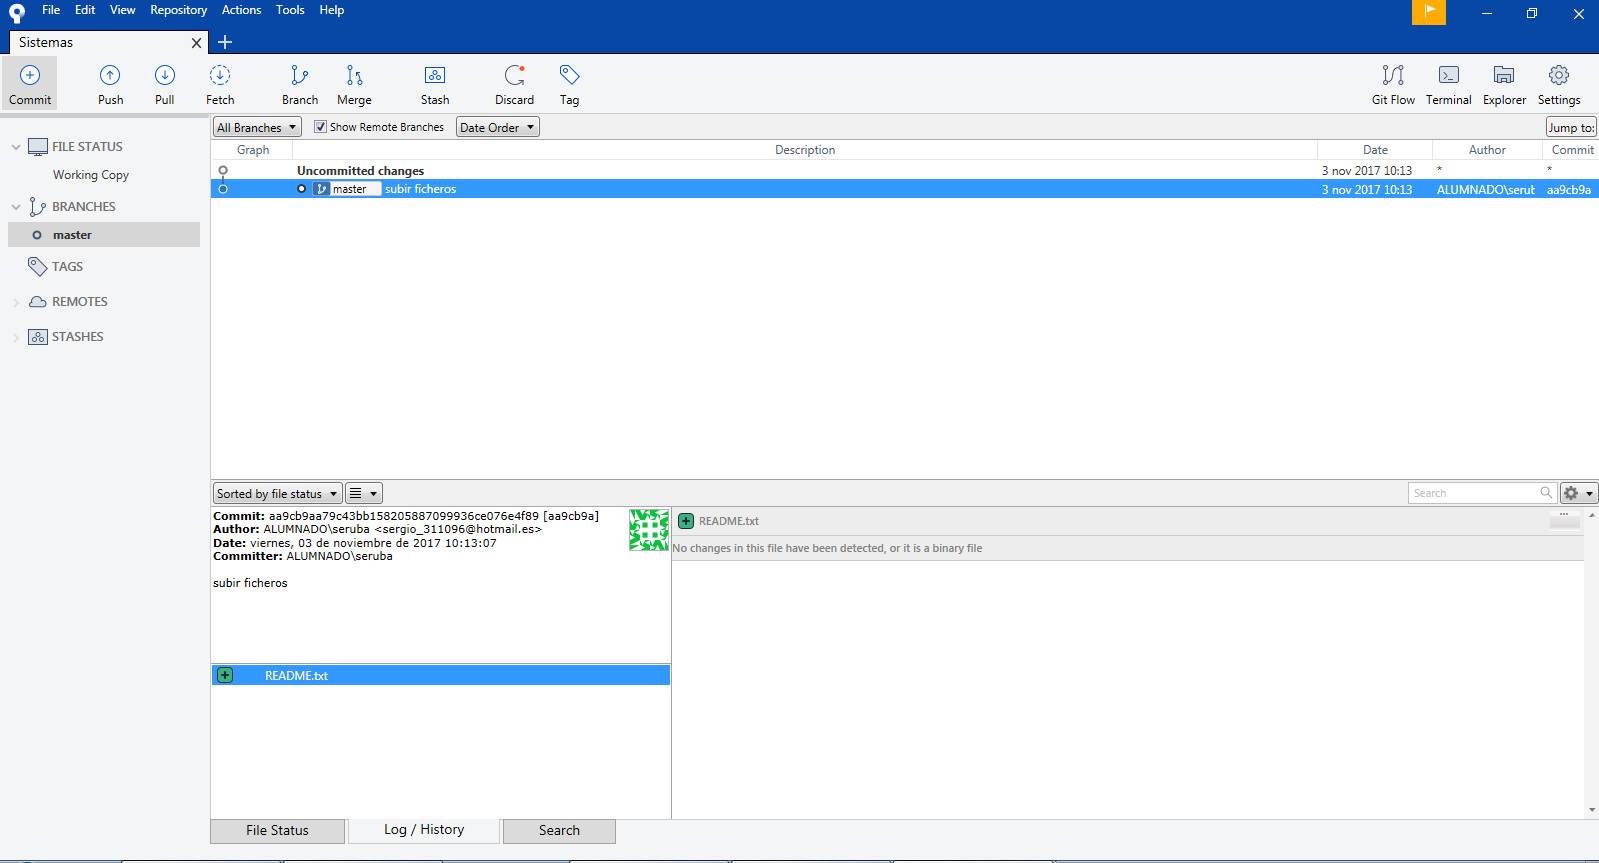 File Edit View Repository Actions Tools Help
Sistemas
Commit Push Pull Fetch Branch Merge Stash Discard Tag Git Flow Terminal Explorer Settings
FILE STATUS
Working Copy
BRANCHES
master
TAGS
REMOTES
STASHES
All Branches Show Remote Branches Date Order Jump to:
Graph Description Date Author Commit
Uncommitted changes 3 nov 2017 10:13 * *
master subir ficheros 3 nov 2017 10:13 ALUMNADO\serub aa9cb9a
Sorted by file status Search
Commit: aa9cb9aa79c43bb158205887099936ce076e4f89 [aa9cb9a]
Author: ALUMNADO\seruba <sergio_311096@hotmail.es>
Date: viernes, 03 de noviembre de 2017 10:13:07
Committer: ALUMNADO\seruba
subir ficheros
README.txt
README.txt
No changes in this file have been detected, or it is a binary file
File Status Log / History Search